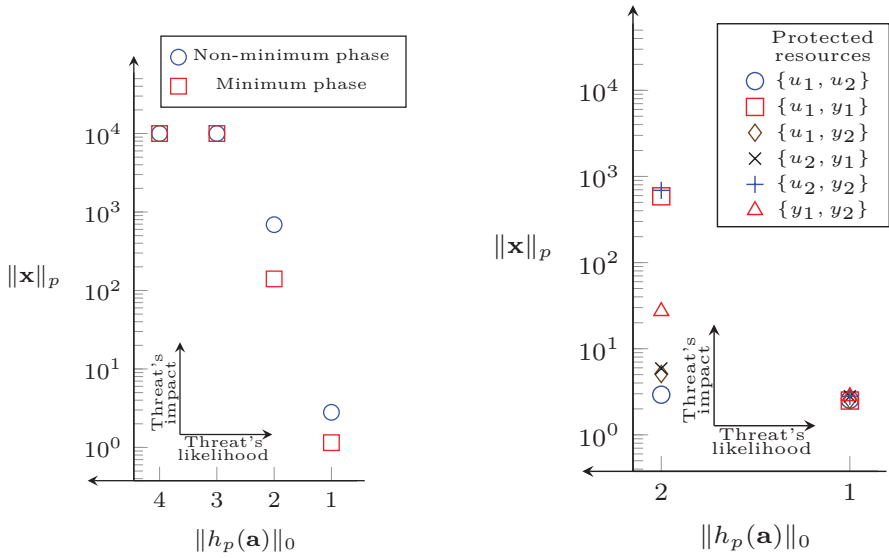 Non-minimum phase
Minimum phase
10^4
10^3
10^2
10^1
10^0
‖x‖_p
Threat's
impact
Threat's
likelihood
4 3 2 1
‖h_p(a)‖_0
Protected
resources
{u_1, u_2}
{u_1, y_1}
{u_1, y_2}
{u_2, y_1}
{u_2, y_2}
{y_1, y_2}
10^4
10^3
10^2
10^1
10^0
‖x‖_p
Threat's
impact
Threat's
likelihood
2 1
‖h_p(a)‖_0